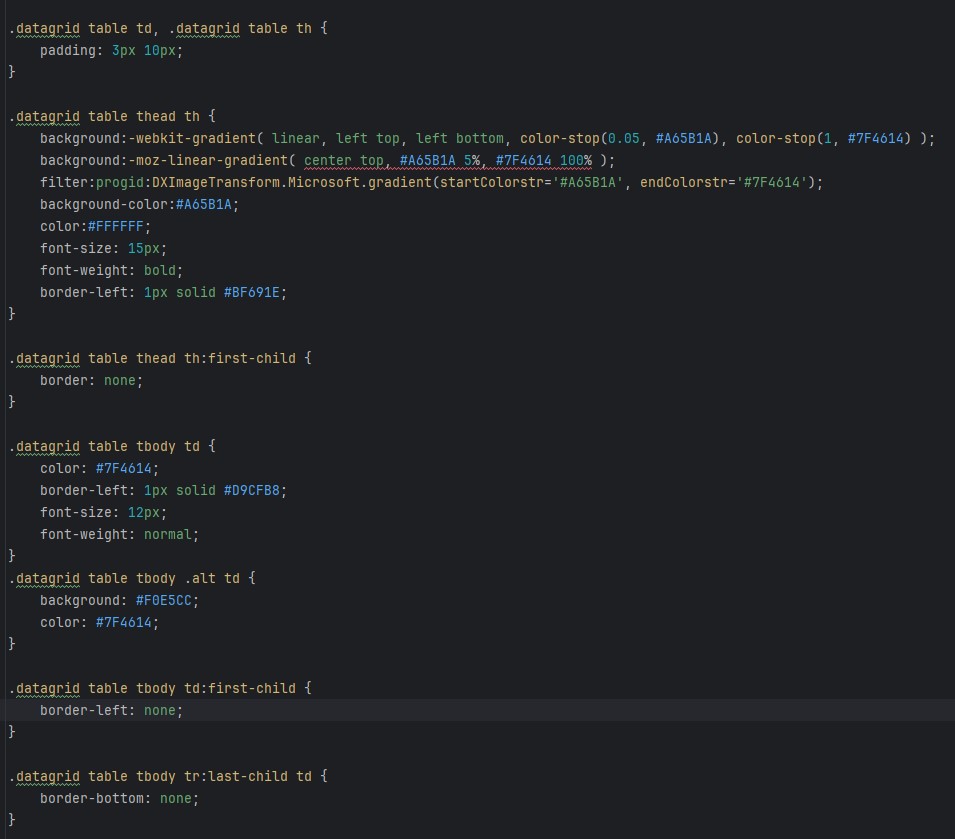 .datagrid table td, .datagrid table th {
    padding: 3px 10px;
}
.datagrid table thead th {
    background:-webkit-gradient( linear, left top, left bottom, color-stop(0.05, #A65B1A), color-stop(1, #7F4614) );
    background:-moz-linear-gradient( center top, #A65B1A 5%, #7F4614 100% );
    filter:progid:DXImageTransform.Microsoft.gradient(startColorstr='#A65B1A', endColorstr='#7F4614');
    background-color:#A65B1A;
    color:#FFFFFF;
    font-size: 15px;
    font-weight: bold;
    border-left: 1px solid #BF691E;
}
.datagrid table thead th:first-child {
    border: none;
}
.datagrid table tbody td {
    color: #7F4614;
    border-left: 1px solid #D9CFB8;
    font-size: 12px;
    font-weight: normal;
}
.datagrid table tbody .alt td {
    background: #F0E5CC;
    color: #7F4614;
}
.datagrid table tbody td:first-child {
    border-left: none;
}
.datagrid table tbody tr:last-child td {
    border-bottom: none;
}